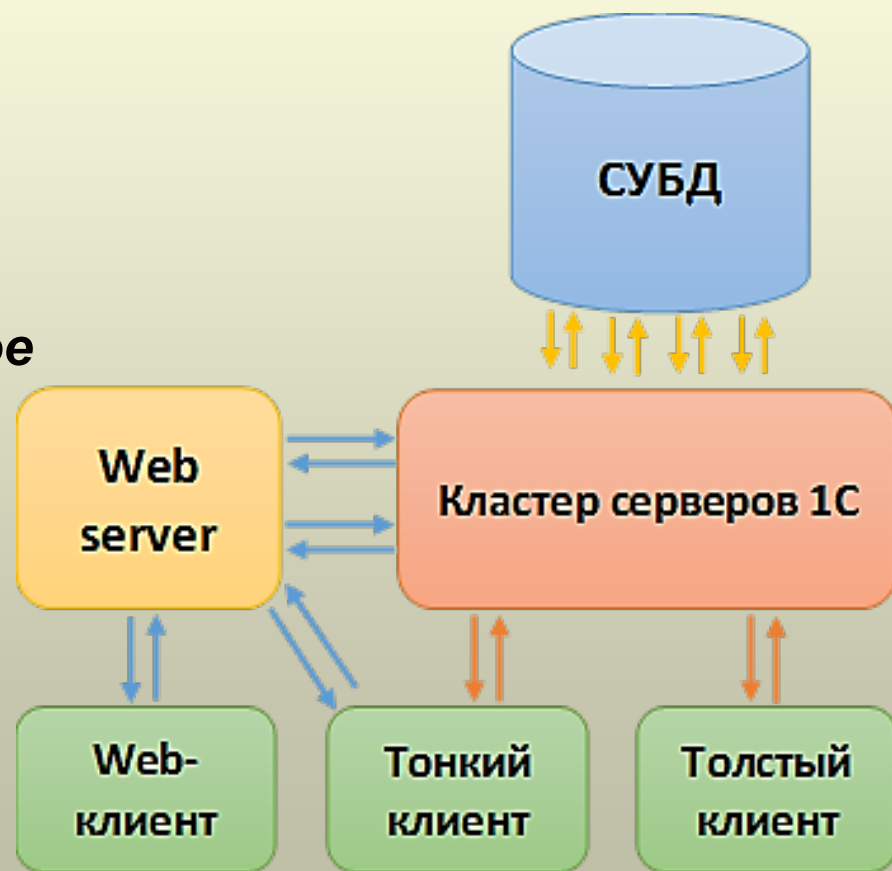 СУБД
Web
server
Кластер серверов 1С
Web-
клиент
Тонкий
клиент
Толстый
клиент